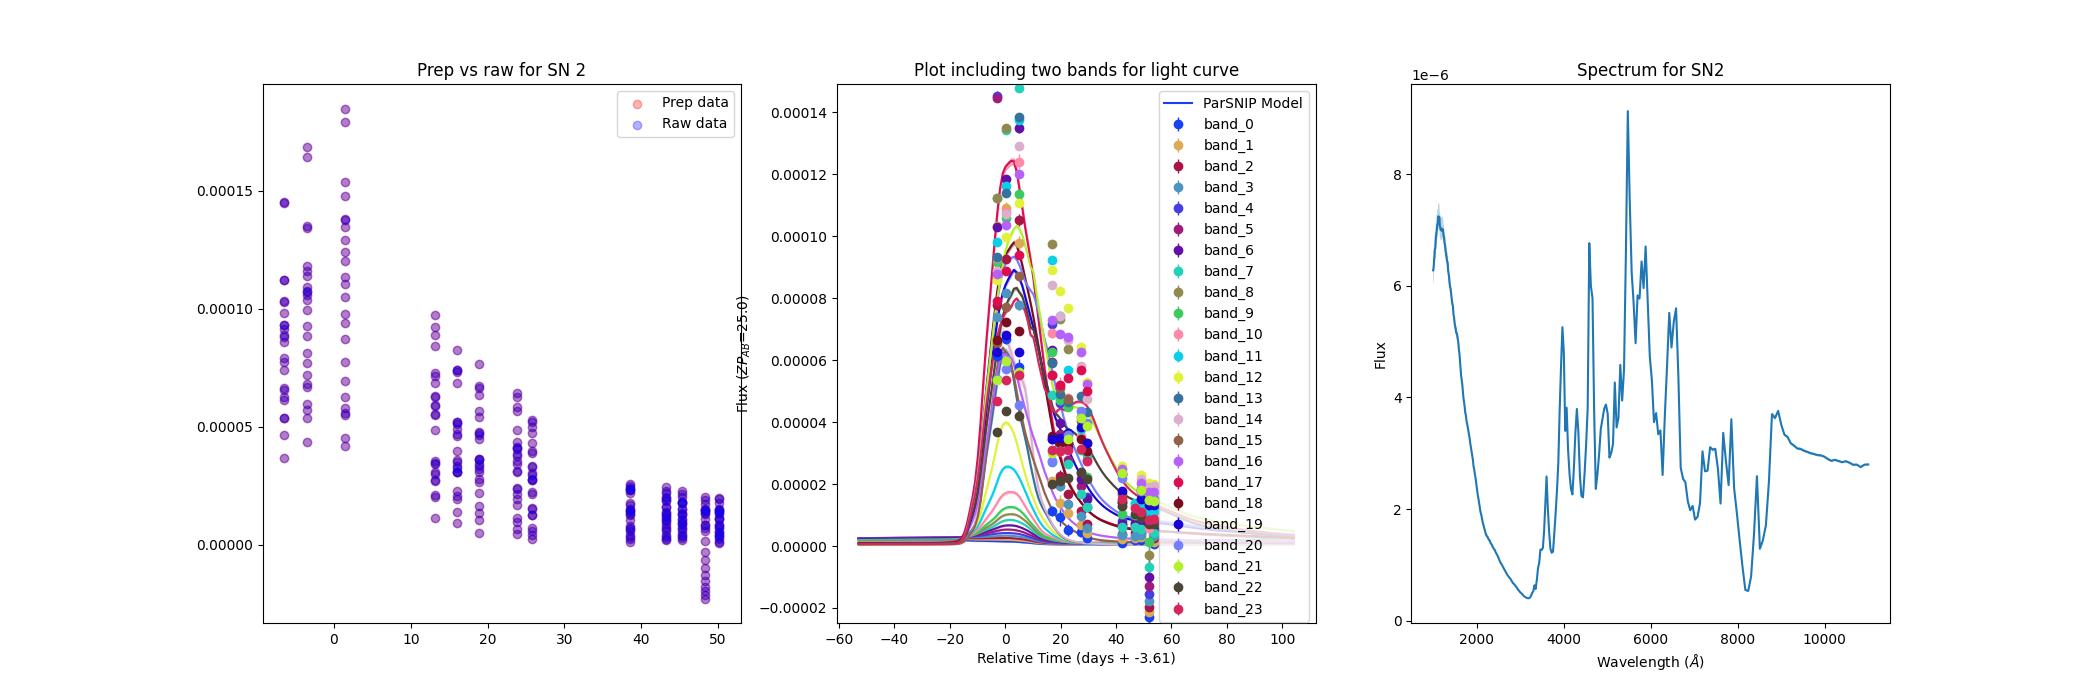 Prep vs raw for SN 2
Prep data
Raw data
0.00015
0.00010
0.00005
0.00000
0 10 20 30 40 50
Plot including two bands for light curve
Flux (ZP_AB=25.0)
0.00014
0.00012
0.00010
0.00008
0.00006
0.00004
0.00002
0.00000
−0.00002
ParSNIP Model
band_0
band_1
band_2
band_3
band_4
band_5
band_6
band_7
band_8
band_9
band_10
band_11
band_12
band_13
band_14
band_15
band_16
band_17
band_18
band_19
band_20
band_21
band_22
band_23
−60 −40 −20 0 20 40 60 80 100
Relative Time (days + -3.61)
Spectrum for SN2
1e−6
Flux
8
6
4
2
0
2000 4000 6000 8000 10000
Wavelength (Å)